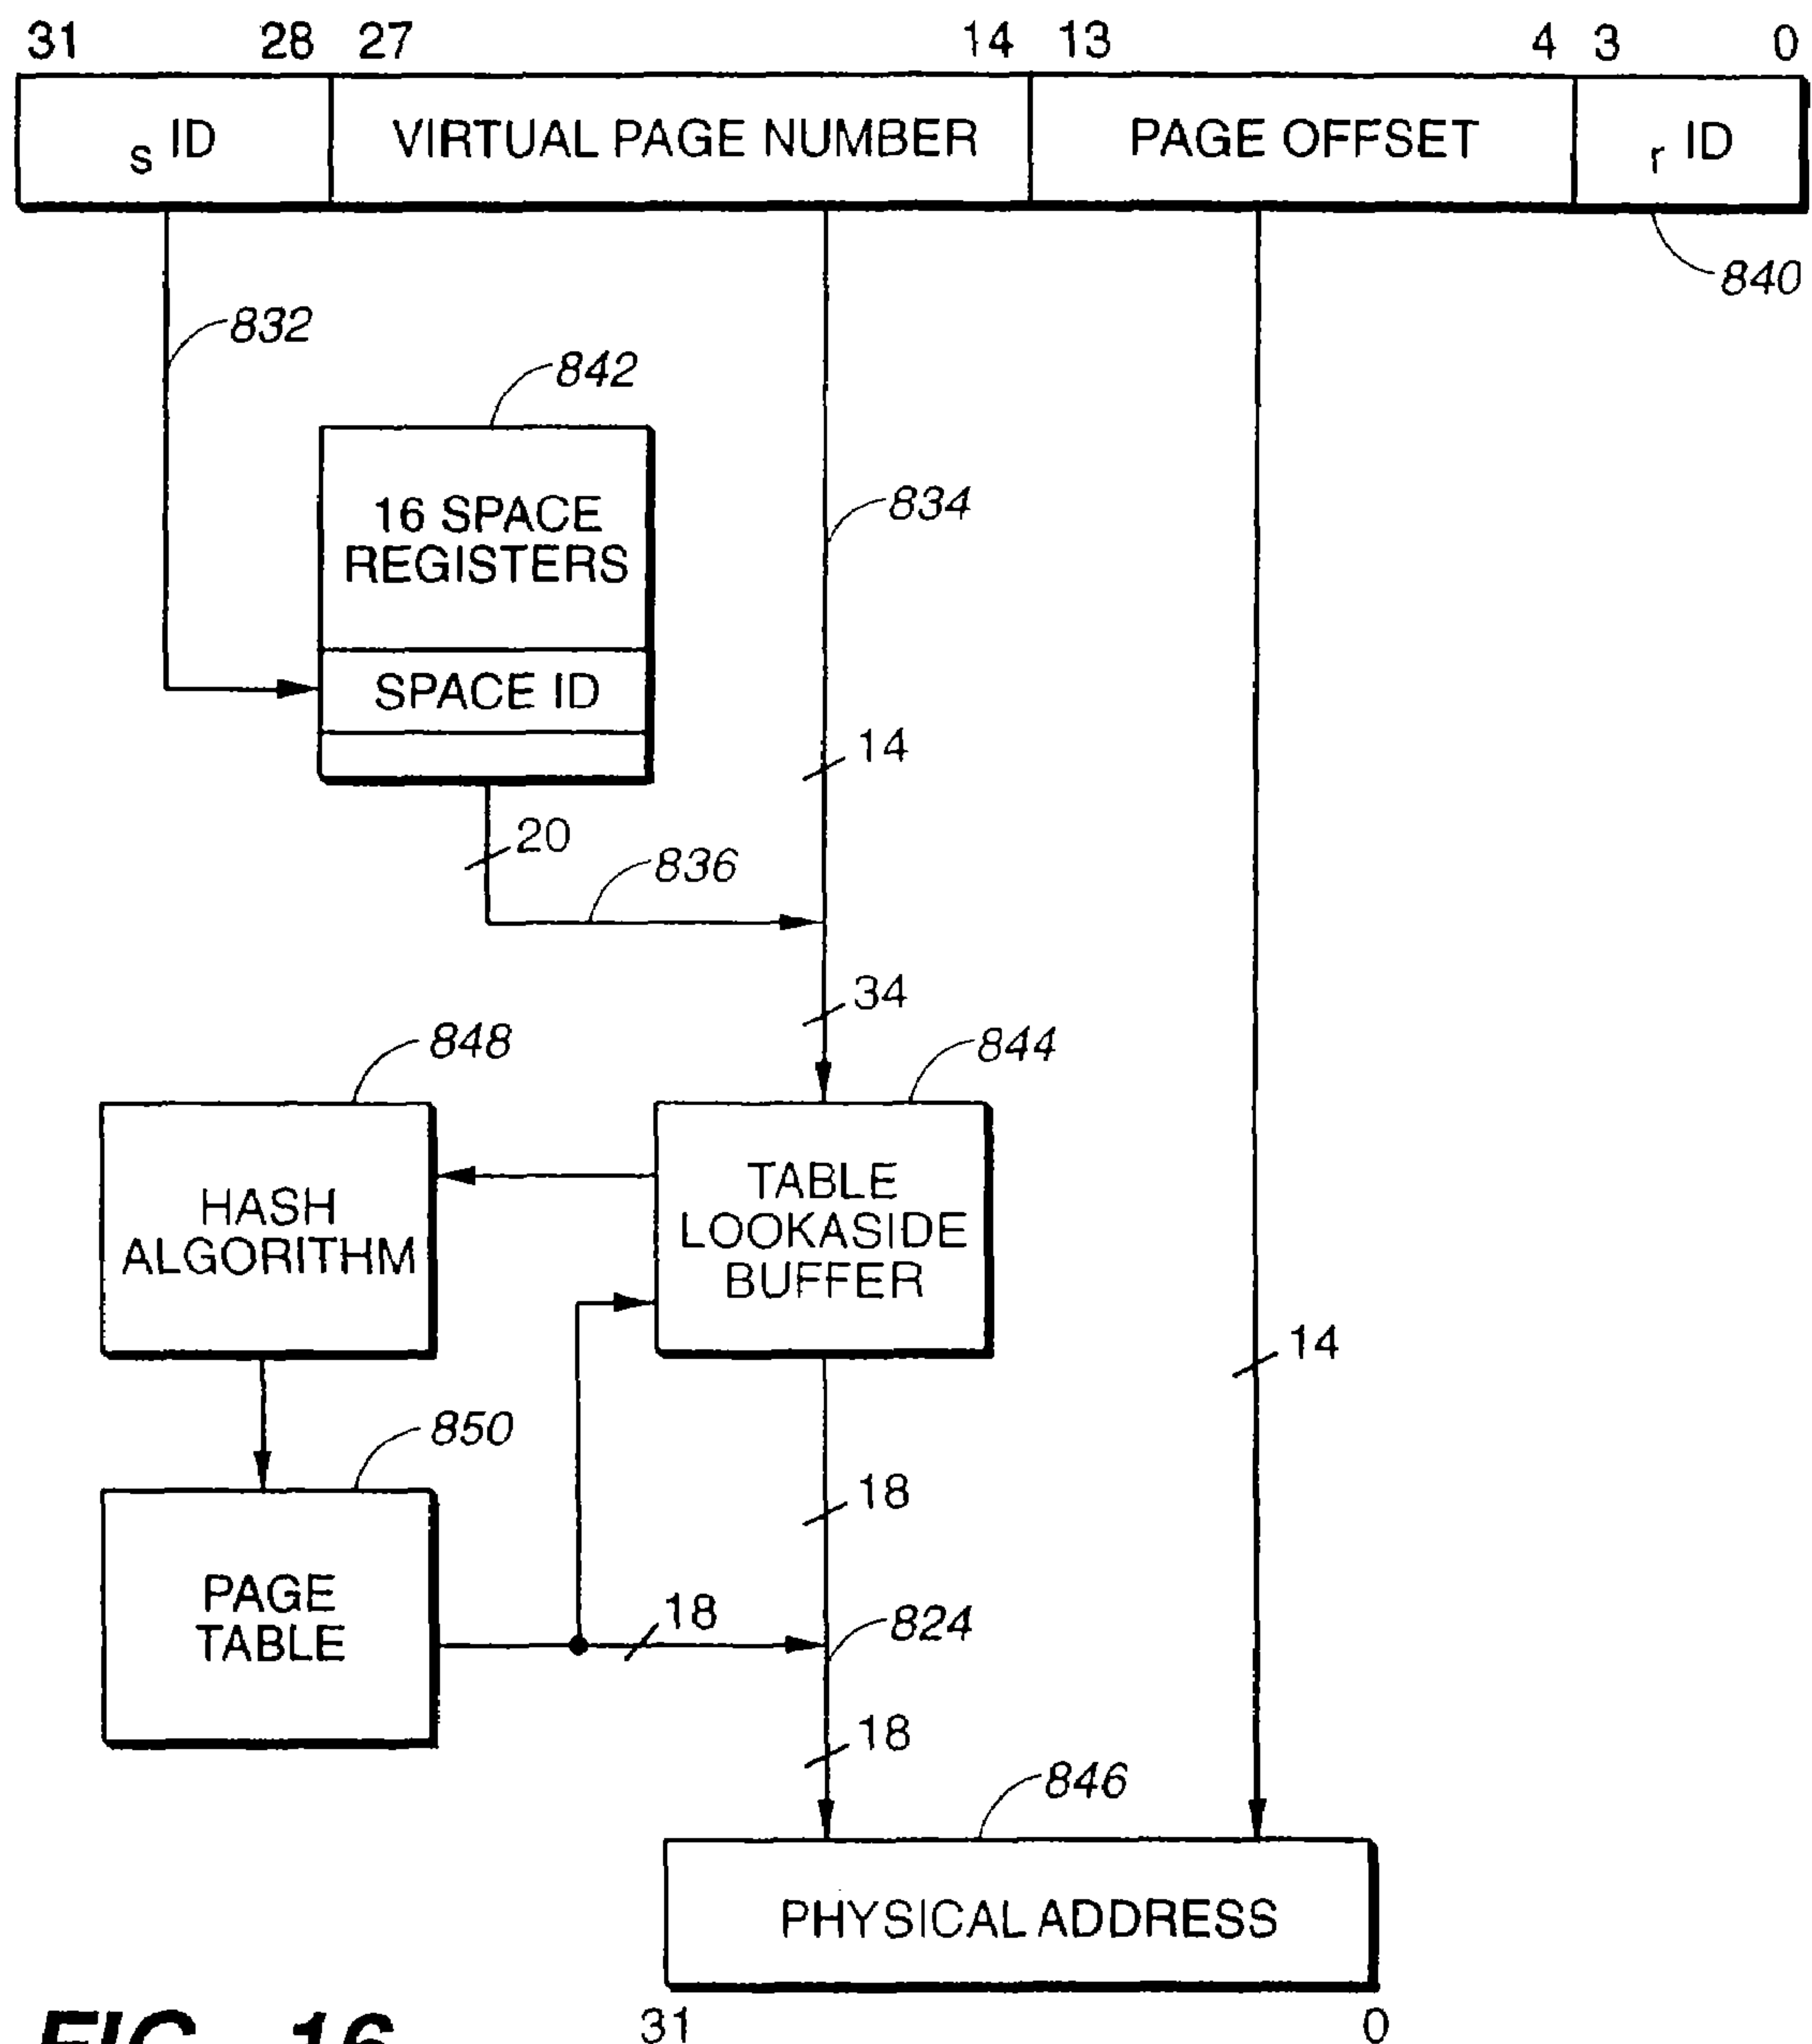 31 28 27 14 13 4 3 0
s ID VIRTUAL PAGE NUMBER PAGE OFFSET r ID
840
832
842
16 SPACE
REGISTERS
834
SPACE ID
14
20
836
34
848
844
HASH
ALGORITHM
TABLE
LOOKASIDE
BUFFER
14
850
18
PAGE
TABLE
18
824
18
846
PHYSICAL ADDRESS
31 0
FIG. 16